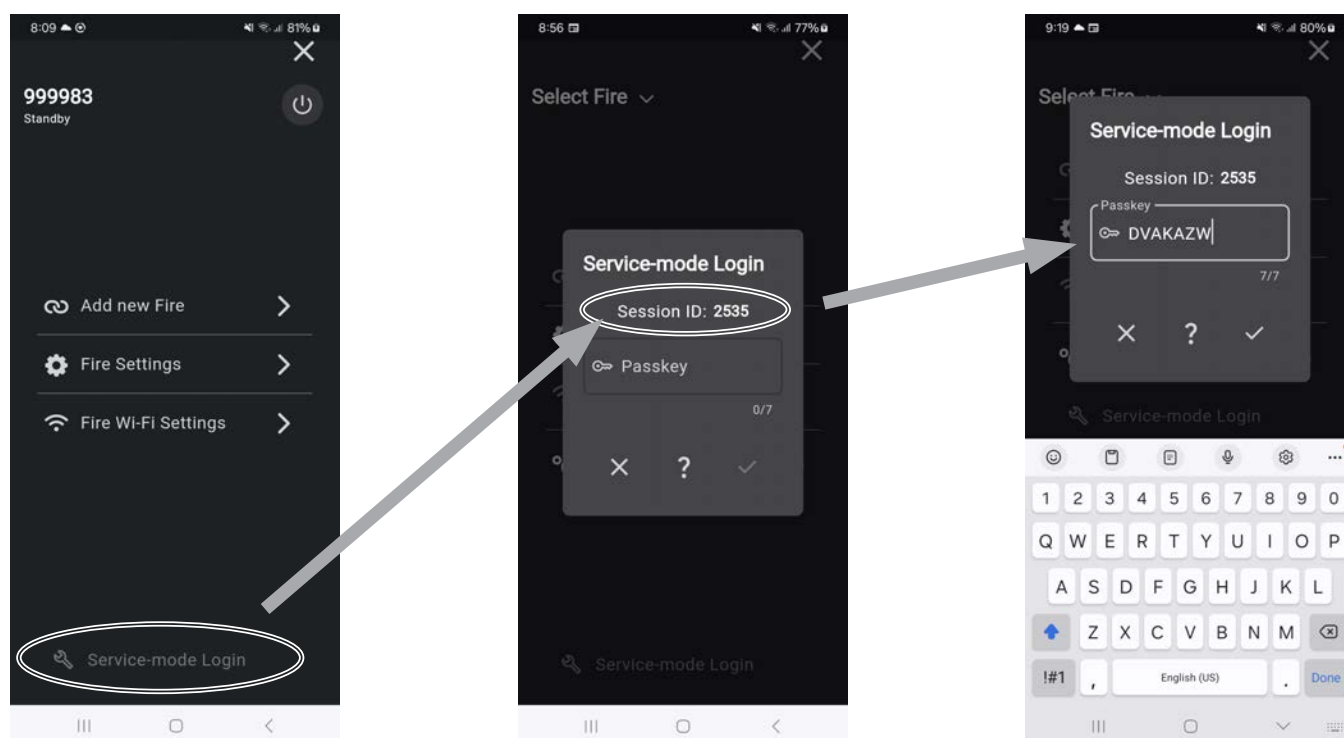 8:09 81%
999983
Standby
Add new Fire
Fire Settings
Fire Wi-Fi Settings
Service-mode Login
8:56 77%
Select Fire
Service-mode Login
Session ID: 2535
Passkey
0/7
Service-mode Login
9:19 80%
Select Fire
Service-mode Login
Session ID: 2535
Passkey
DVAKAZW
7/7
Service-mode Login
1 2 3 4 5 6 7 8 9 0
Q W E R T Y U I O P
A S D F G H J K L
Z X C V B N M
!#1 , English (US) . Done